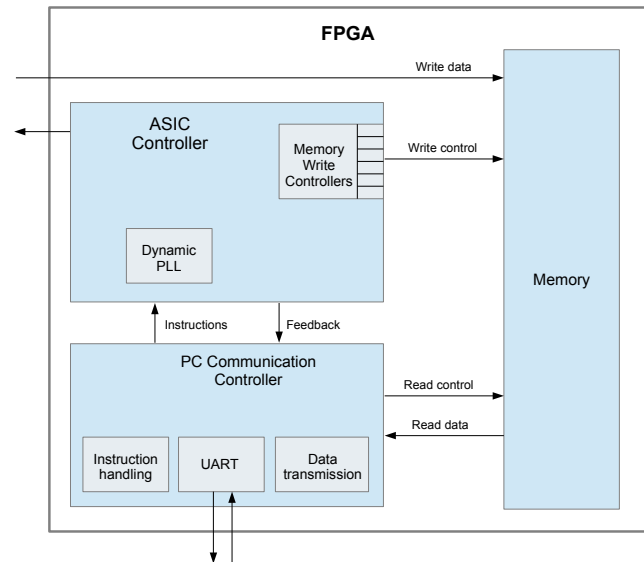 FPGA
Write data
ASIC
Controller
Memory
Write
Controllers
Write control
Dynamic
PLL
Memory
Instructions
Feedback
PC Communication
Controller
Read control
Read data
Instruction
handling
UART
Data
transmission